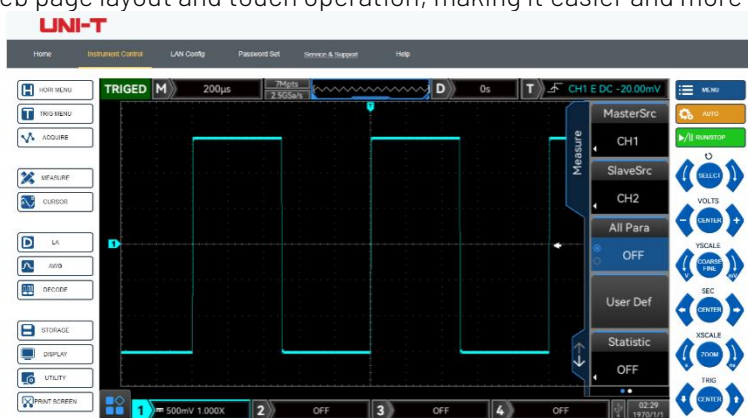 eb page layout and touch operation, making it easier and more
UNI-T
Home Instrument Control LAN Config Password Set Service & Support Help
HORI MENU
TRIG MENU
ACQUIRE
MEASURE
CURSOR
LA
AWG
DECODE
STORAGE
DISPLAY
UTILITY
PRINT SCREEN
TRIGED M 200µs 7Mpts 2.5GSa/s D 0s T CH1 E DC -20.00mV
Measure
MasterSrc
CH1
SlaveSrc
CH2
All Para
OFF
User Def
Statistic
OFF
1
1 500mV 1.000X 2 OFF 3 OFF 4 OFF 02:29
1970/1/1
MENU
AUTO
RUN/STOP
SELECT
VOLTS
CENTER
YSCALE
COARSE
FINE
V mV
SEC
CENTER
XSCALE
ZOOM
TRIG
CENTER